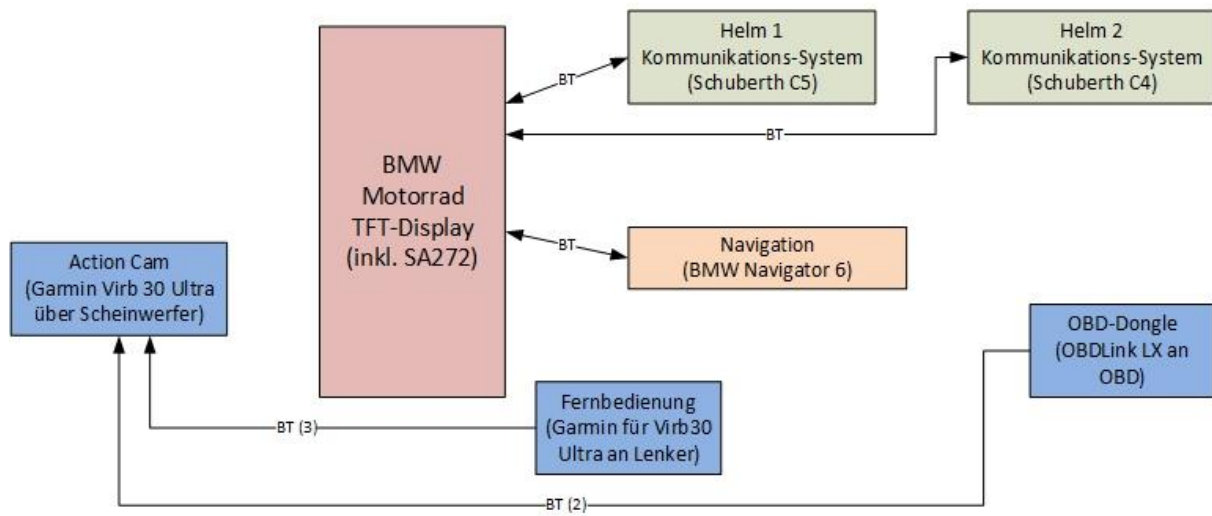 Helm 1
Kommunikations-System
(Schuberth C5)
Helm 2
Kommunikations-System
(Schuberth C4)
BT
BT
BMW
Motorrad
TFT-Display
(inkl. SA272)
BT
Navigation
(BMW Navigator 6)
Action Cam
(Garmin Virb 30 Ultra
über Scheinwerfer)
OBD-Dongle
(OBDLink LX an
OBD)
Fernbedienung
(Garmin für Virb30
Ultra an Lenker)
BT (3)
BT (2)